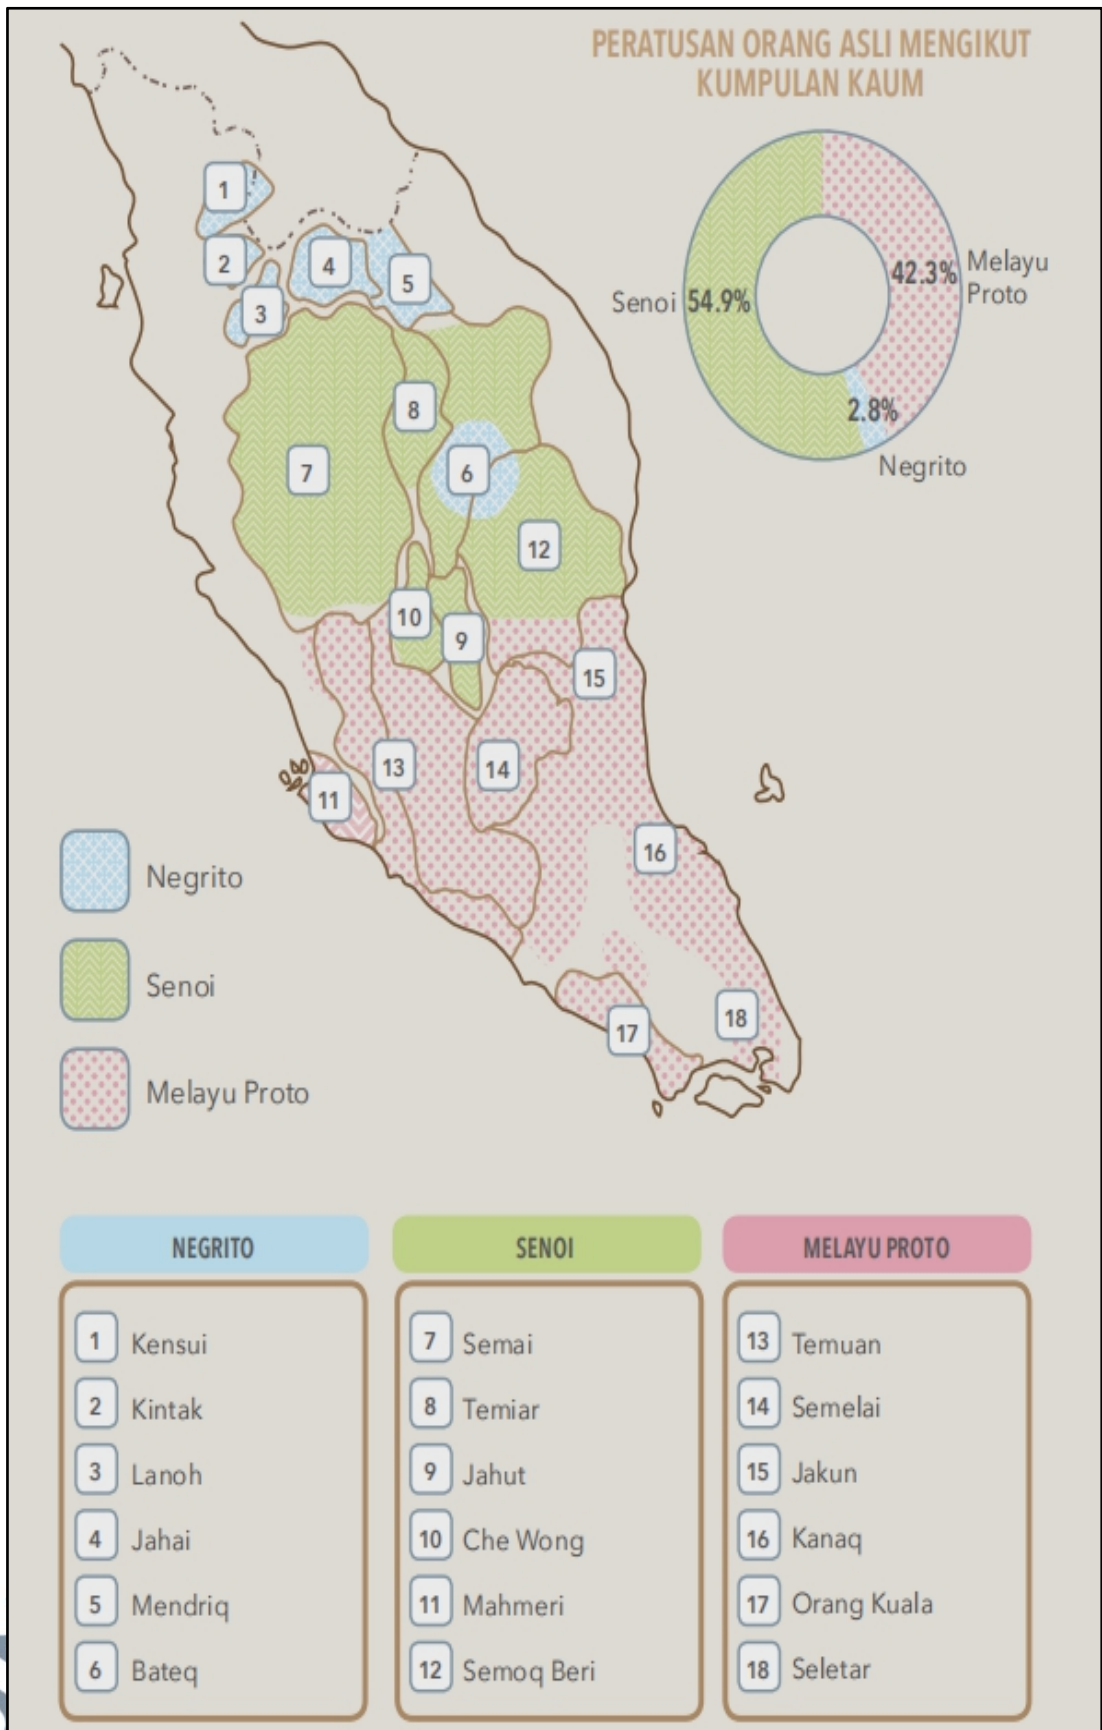 PERATUSAN ORANG ASLI MENGIKUT
KUMPULAN KAUM
Senoi 54.9%
42.3% Melayu
Proto
2.8%
Negrito
1
2
3
4
5
6
7
8
9
10
11
12
13
14
15
16
17
18
Negrito
Senoi
Melayu Proto
NEGRITO
1 Kensui
2 Kintak
3 Lanoh
4 Jahai
5 Mendriq
6 Bateq
SENOI
7 Semai
8 Temiar
9 Jahut
10 Che Wong
11 Mahmeri
12 Semoq Beri
MELAYU PROTO
13 Temuan
14 Semelai
15 Jakun
16 Kanaq
17 Orang Kuala
18 Seletar